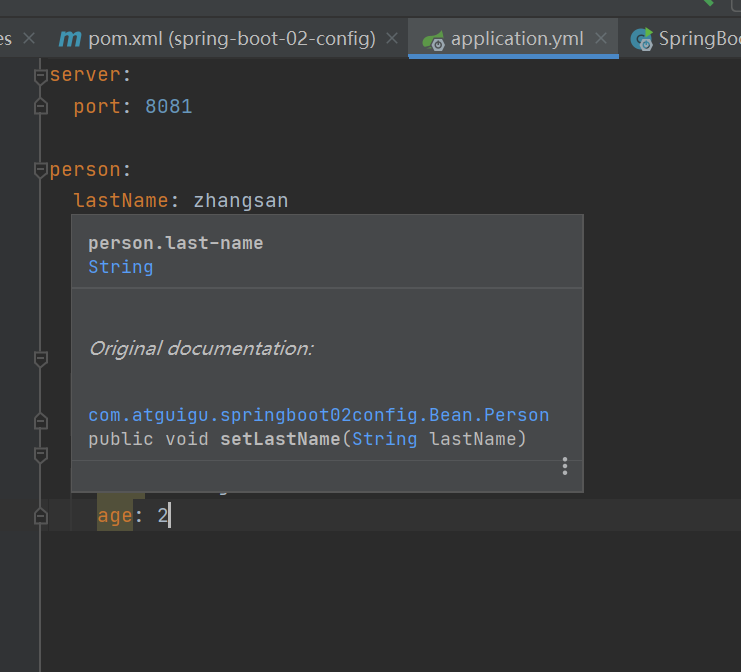 es
pom.xml (spring-boot-02-config)
application.yml
SpringBoo
server:
port: 8081
person:
lastName: zhangsan
person.last-name
String
Original documentation:
com.atguigu.springboot02config.Bean.Person
public void setLastName(String lastName)
age: 2